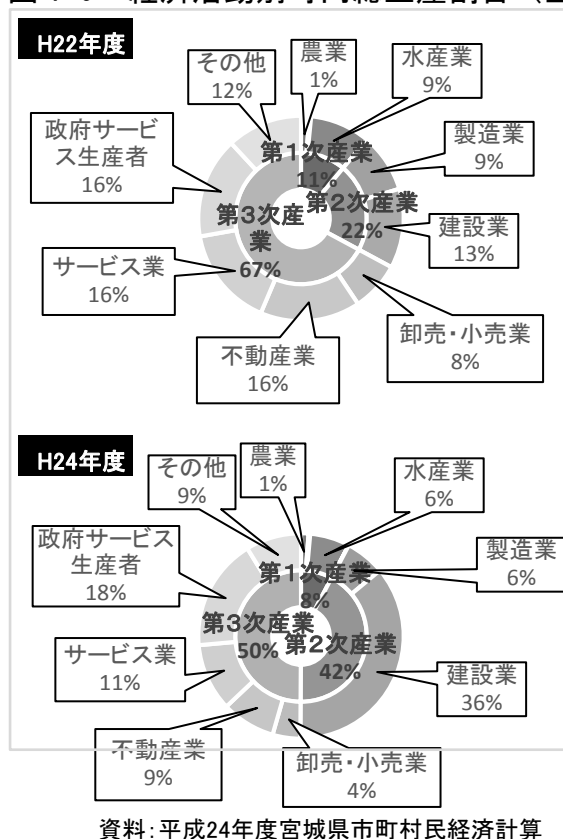 H22年度
その他
12%
農業
1%
水産業
9%
政府サービ
ス生産者
16%
第1次産業
11%
製造業
9%
第2次産業
22%
第3次産
業
67%
建設業
13%
サービス業
16%
不動産業
16%
卸売・小売業
8%
H24年度
その他
9%
農業
1%
水産業
6%
政府サービス
生産者
18%
第1次産業
8%
製造業
6%
第3次産業
50%
第2次産業
42%
サービス業
11%
建設業
36%
不動産業
9%
卸売・小売業
4%
資料:平成24年度宮城県市町村民経済計算